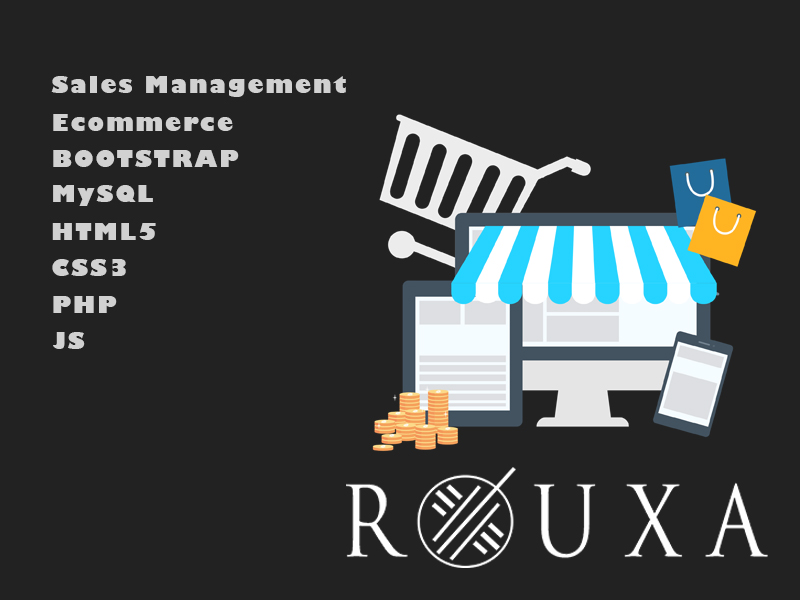 Sales Management
Ecommerce
BOOTSTRAP
MySQL
HTML5
CSS3
PHP
JS
ROUXA